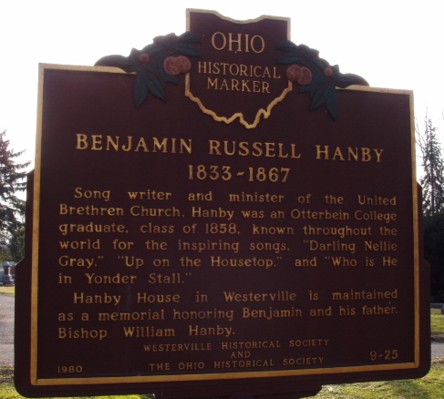 OHIO
HISTORICAL
MARKER
BENJAMIN RUSSELL HANBY
1833-1867
Song writer and minister of the United
Brethren Church, Hanby was an Otterbein College
graduate, class of 1858, known throughout the
world for the inspiring songs, "Darling Nellie
Gray," "Up on the Housetop," and "Who is He
in Yonder Stall."
Hanby House in Westerville is maintained
as a memorial honoring Benjamin and his father,
Bishop William Hanby.
WESTERVILLE HISTORICAL SOCIETY
AND
1980 THE OHIO HISTORICAL SOCIETY 9-25